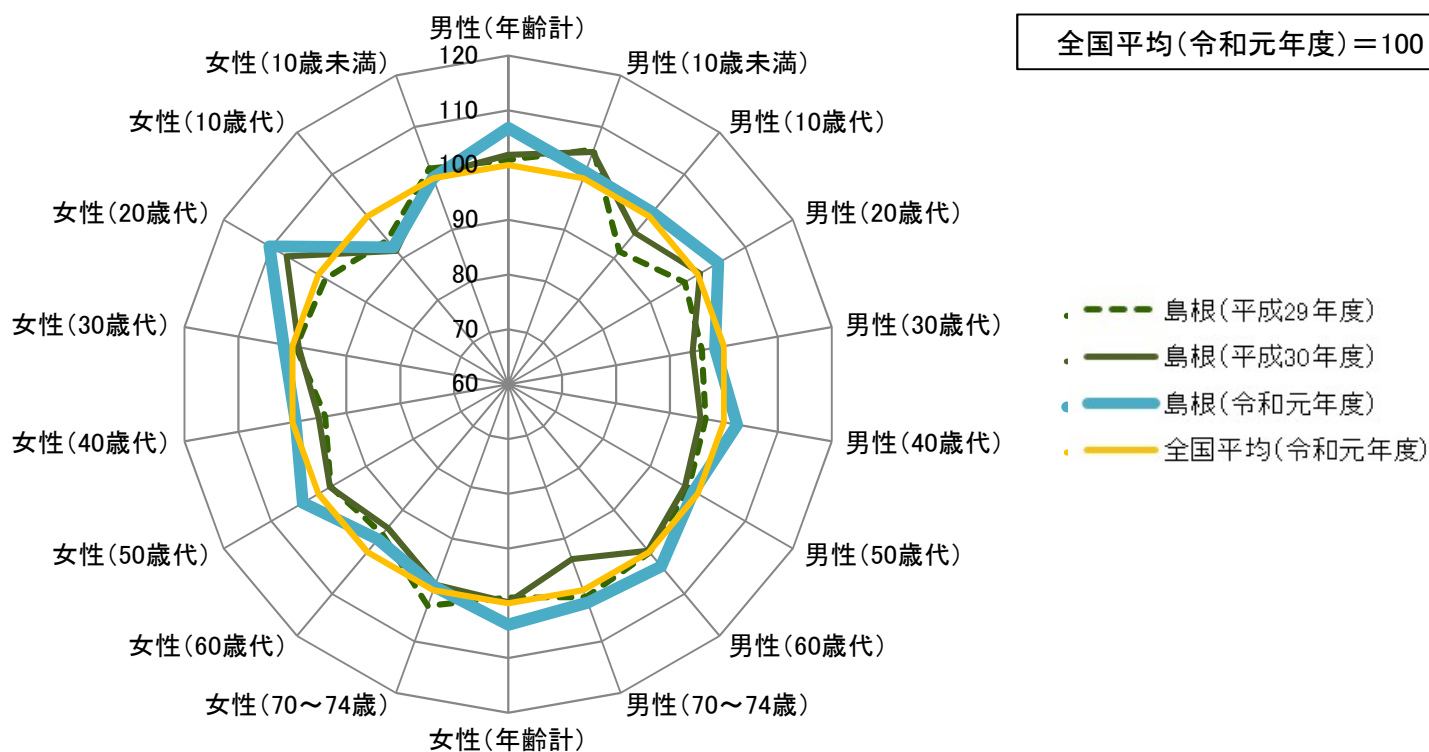 男性(年齢計)
男性(10歳未満)
男性(10歳代)
男性(20歳代)
男性(30歳代)
男性(40歳代)
男性(50歳代)
男性(60歳代)
男性(70～74歳)
女性(年齢計)
女性(70～74歳)
女性(60歳代)
女性(50歳代)
女性(40歳代)
女性(30歳代)
女性(20歳代)
女性(10歳代)
女性(10歳未満)
120
110
100
90
80
70
60
全国平均(令和元年度)＝100
島根(平成29年度)
島根(平成30年度)
島根(令和元年度)
全国平均(令和元年度)